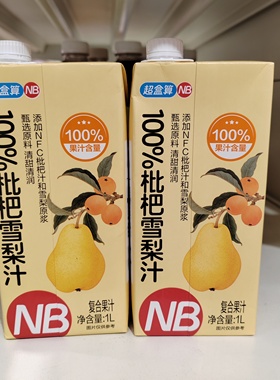 超盒算 NB
甄选原料 清甜清润
添加NFC枇杷汁和雪梨原浆
100%枇杷雪梨汁
100%
果汁含量
NB
复合果汁
净含量:1L
图片仅供参考
超盒算 NB
甄选原料 清甜清润
添加NFC枇杷汁和雪梨原浆
100%枇杷雪梨汁
100%
果汁含量
NB
复合果汁
净含量:1L
图片仅供参考